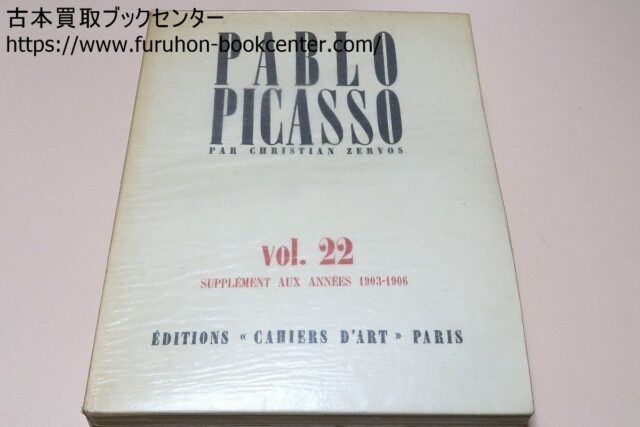 古本買取ブックセンター
https://www.furuhon-bookcenter.com/
PABLO
PICASSO
PAR CHRISTIAN ZERVOS
vol. 22
SUPPLÉMENT AUX ANNÉES 1903-1906
ÉDITIONS « CAHIERS D'ART » PARIS